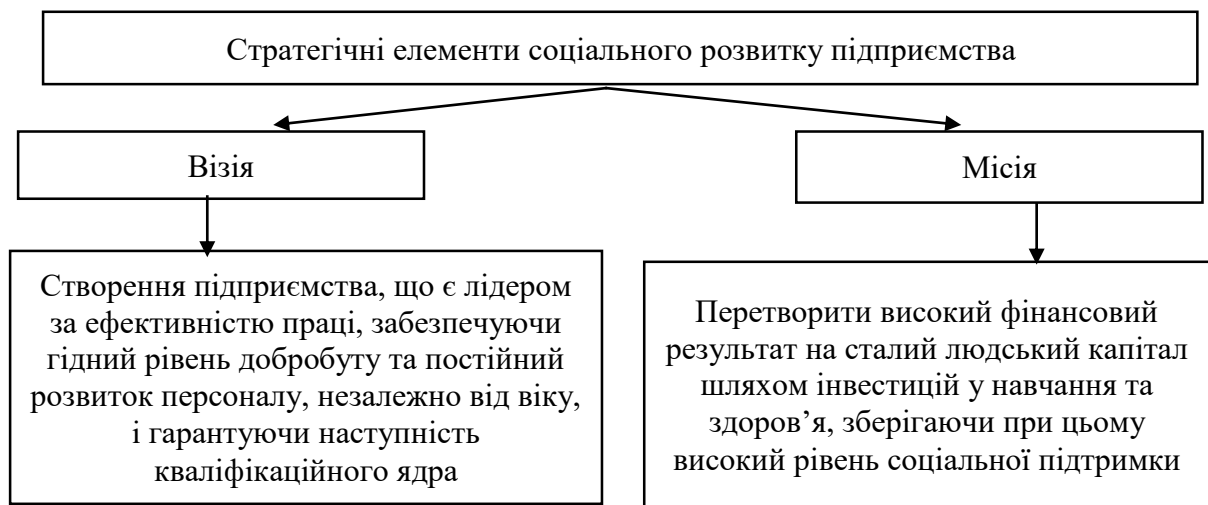 Стратегічні елементи соціального розвитку підприємства
Візія
Місія
Створення підприємства, що є лідером
за ефективністю праці, забезпечуючи
гідний рівень добробуту та постійний
розвиток персоналу, незалежно від віку,
і гарантуючи наступність
кваліфікаційного ядра
Перетворити високий фінансовий
результат на сталий людський капітал
шляхом інвестицій у навчання та
здоров’я, зберігаючи при цьому
високий рівень соціальної підтримки